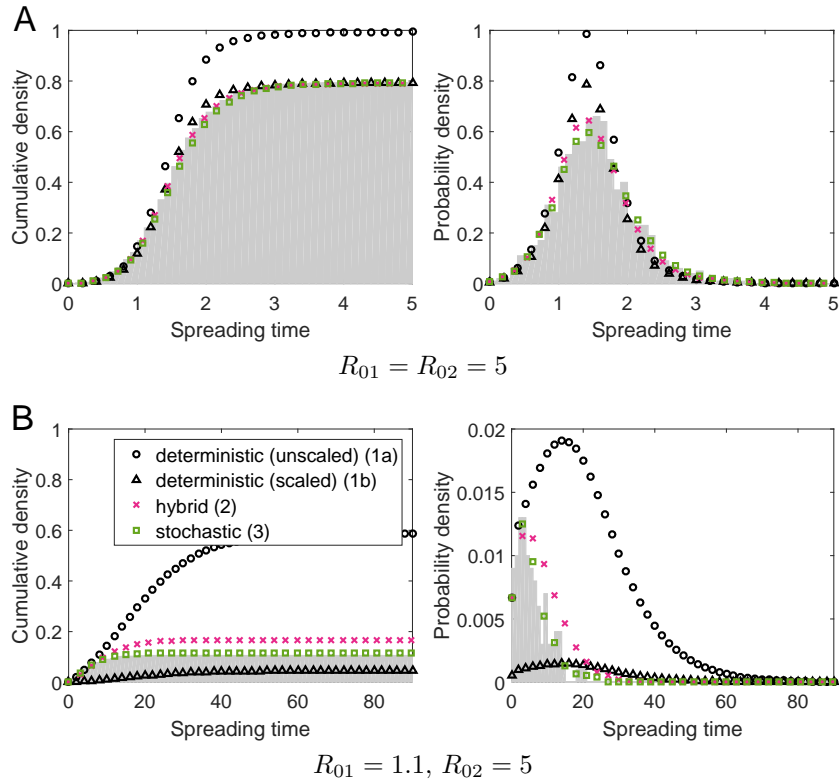 A
Cumulative density
1
0.8
0.6
0.4
0.2
0
0 1 2 3 4 5
Spreading time
Probability density
1
0.8
0.6
0.4
0.2
0
0 1 2 3 4 5
Spreading time
R₀₁ = R₀₂ = 5
B
Cumulative density
1
0.8
0.6
0.4
0.2
0
deterministic (unscaled) (1a)
deterministic (scaled) (1b)
hybrid (2)
stochastic (3)
0 20 40 60 80
Spreading time
Probability density
0.02
0.015
0.01
0.005
0
0 20 40 60 80
Spreading time
R₀₁ = 1.1, R₀₂ = 5